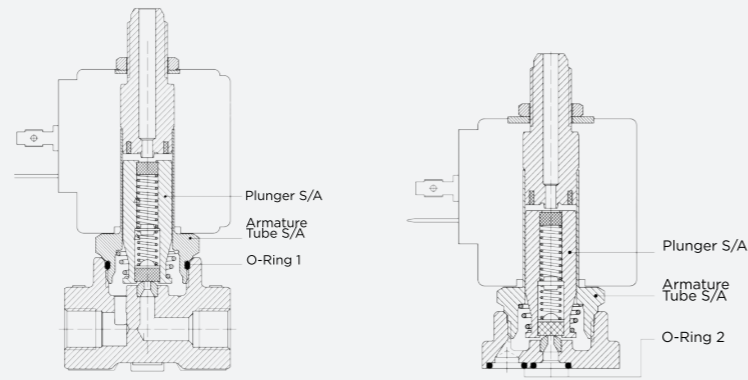 Plunger S/A
Armature
Tube S/A
O-Ring 1
Plunger S/A
Armature
Tube S/A
O-Ring 2